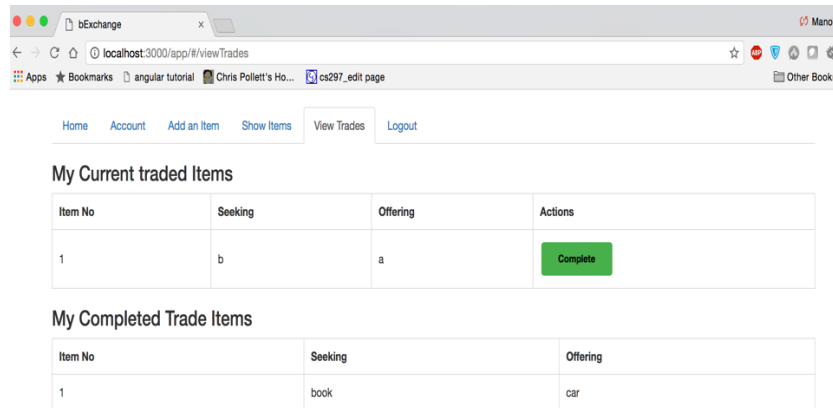 bExchange
localhost:3000/app/#/viewTrades
Apps Bookmarks angular tutorial Chris Pollett's Ho... cs297_edit page
Home Account Add an Item Show Items View Trades Logout
My Current traded Items
Item No Seeking Offering Actions
1 b a Complete
My Completed Trade Items
Item No Seeking Offering
1 book car